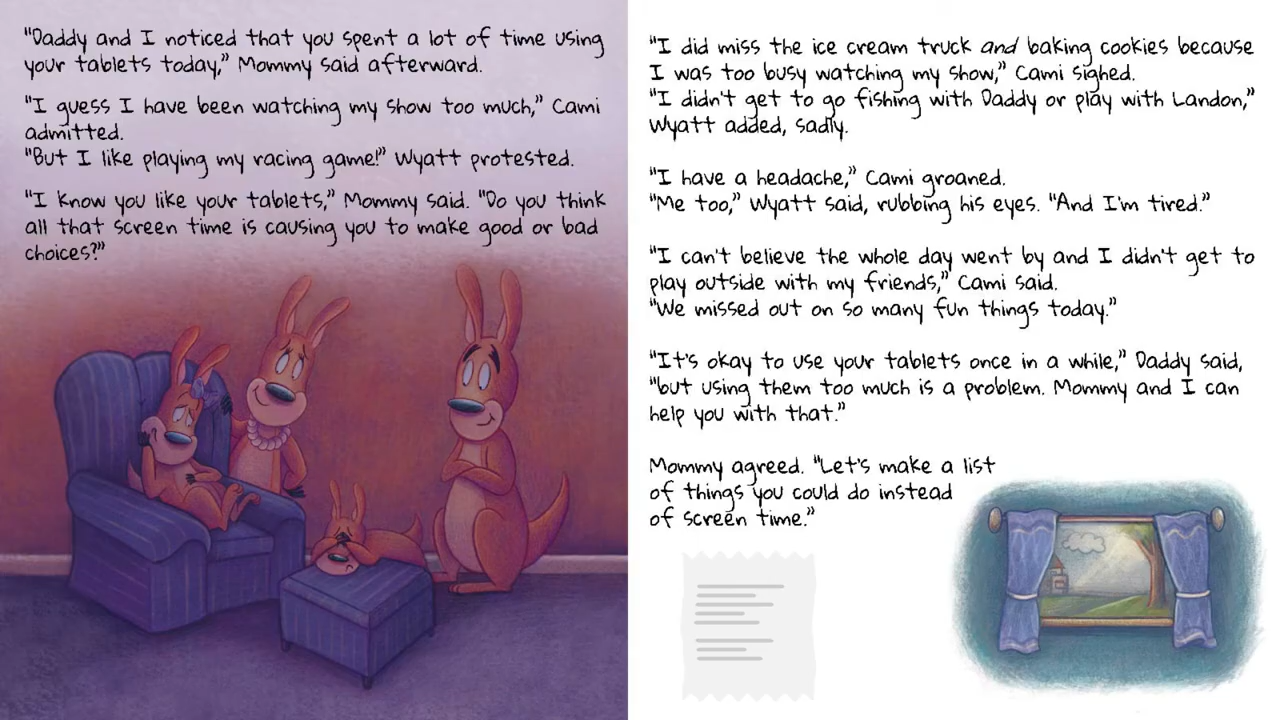 "Daddy and I noticed that you spent a lot of time using
your tablets today," Mommy said afterward.
"I guess I have been watching my show too much," Cami
admitted.
"But I like playing my racing game!" Wyatt protested.
"I know you like your tablets," Mommy said. "Do you think
all that screen time is causing you to make good or bad
choices?"
"I did miss the ice cream truck and baking cookies because
I was too busy watching my show," Cami sighed.
"I didn't get to go fishing with Daddy or play with Landon,"
Wyatt added, sadly.
"I have a headache," Cami groaned.
"Me too," Wyatt said, rubbing his eyes. "And I'm tired."
"I can't believe the whole day went by and I didn't get to
play outside with my friends," Cami said.
"We missed out on so many fun things today."
"It's okay to use your tablets once in a while," Daddy said,
"but using them too much is a problem. Mommy and I can
help you with that."
Mommy agreed. "Let's make a list
of things you could do instead
of screen time."